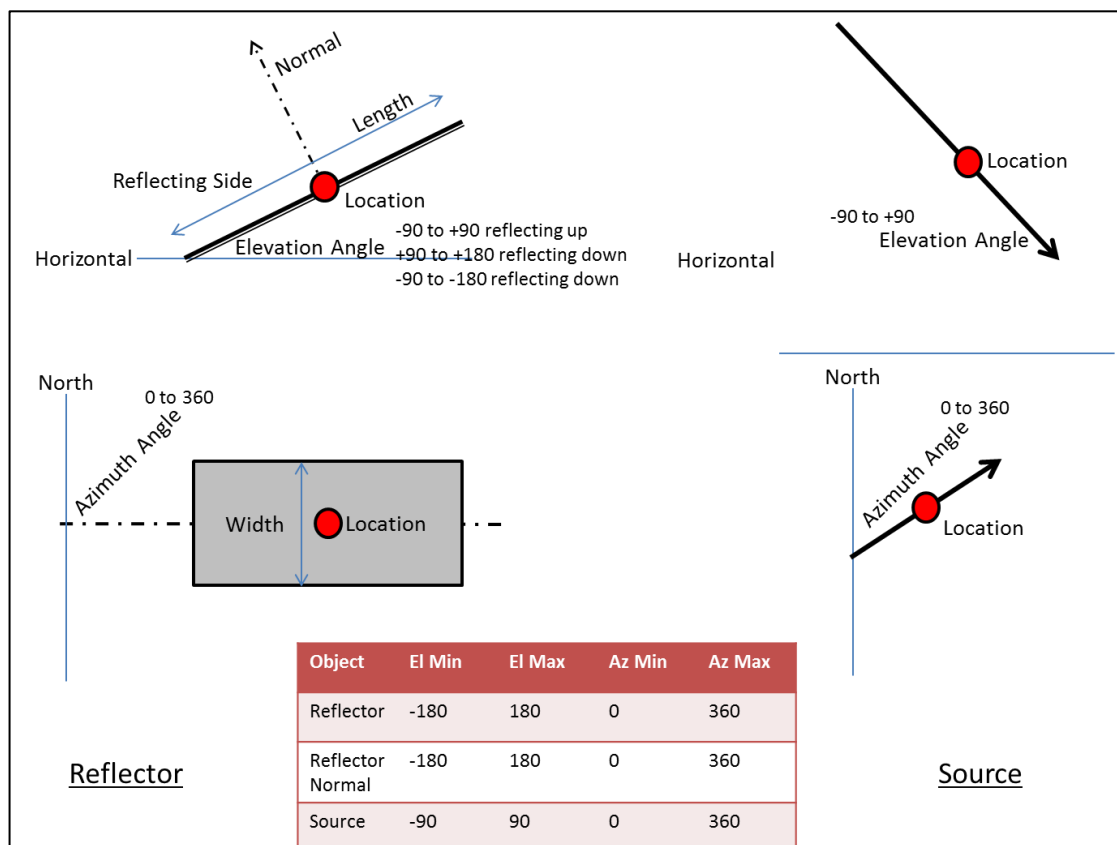 Normal
Length
Reflecting Side
Location
Elevation Angle
-90 to +90 reflecting up
+90 to +180 reflecting down
-90 to -180 reflecting down
Horizontal
Location
-90 to +90
Elevation Angle
Horizontal
North
0 to 360
Azimuth Angle
Width
Location
North
0 to 360
Azimuth Angle
Location
Object El Min El Max Az Min Az Max
Reflector -180 180 0 360
Reflector
Normal -180 180 0 360
Source -90 90 0 360
Reflector
Source